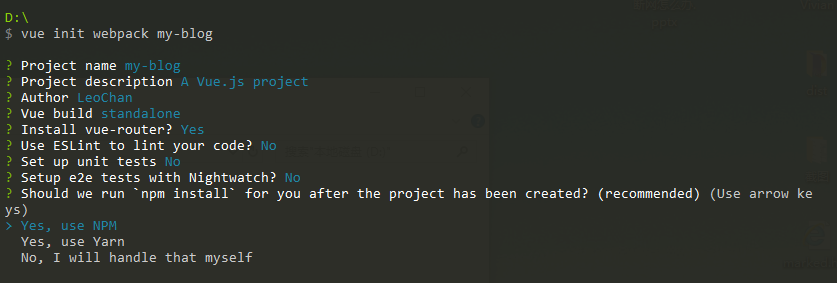 D:\
$ vue init webpack my-blog
? Project name my-blog
? Project description A Vue.js project
? Author LeoChan
? Vue build standalone
? Install vue-router? Yes
? Use ESLint to lint your code? No
? Set up unit tests No
? Setup e2e tests with Nightwatch? No
? Should we run `npm install` for you after the project has been created? (recommended) (Use arrow ke
ys)
> Yes, use NPM
Yes, use Yarn
No, I will handle that myself